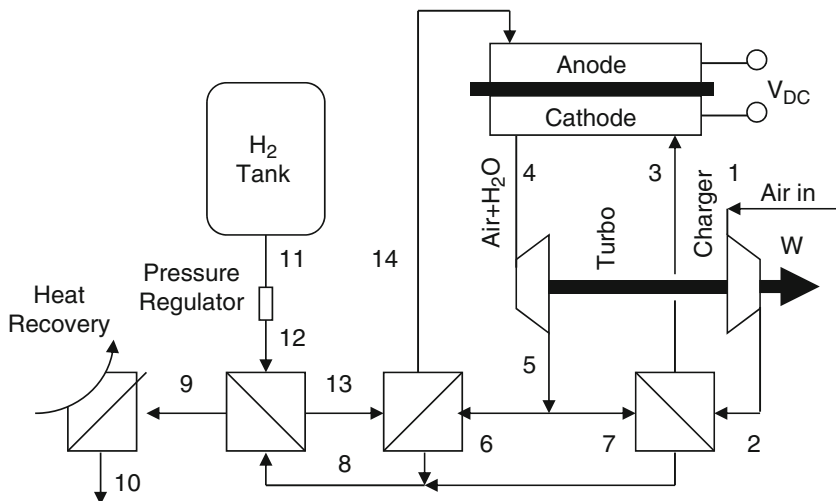 Anode
V_DC
Cathode
H₂
Tank
Air+H₂O
4
3
Charger
1
Air in
Turbo
W
11
14
Pressure
Regulator
Heat
Recovery
12
5
9
13
6
7
2
8
10